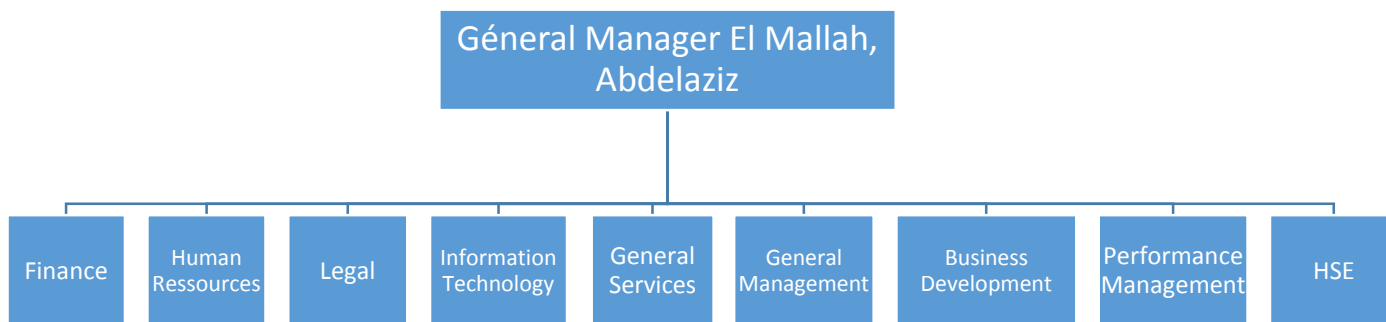 Géneral Manager El Mallah,
Abdelaziz
Finance
Human
Ressources
Legal
Information
Technology
General
Services
General
Management
Business
Development
Performance
Management
HSE